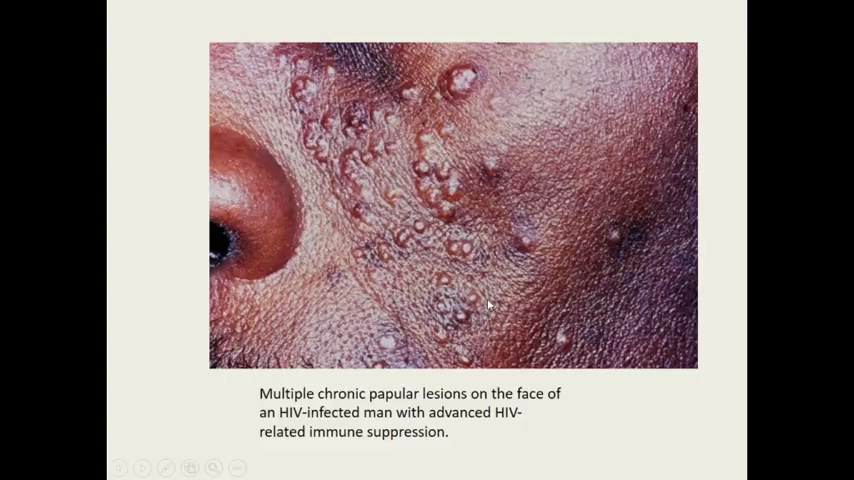 Multiple chronic papular lesions on the face of
an HIV-infected man with advanced HIV-
related immune suppression.